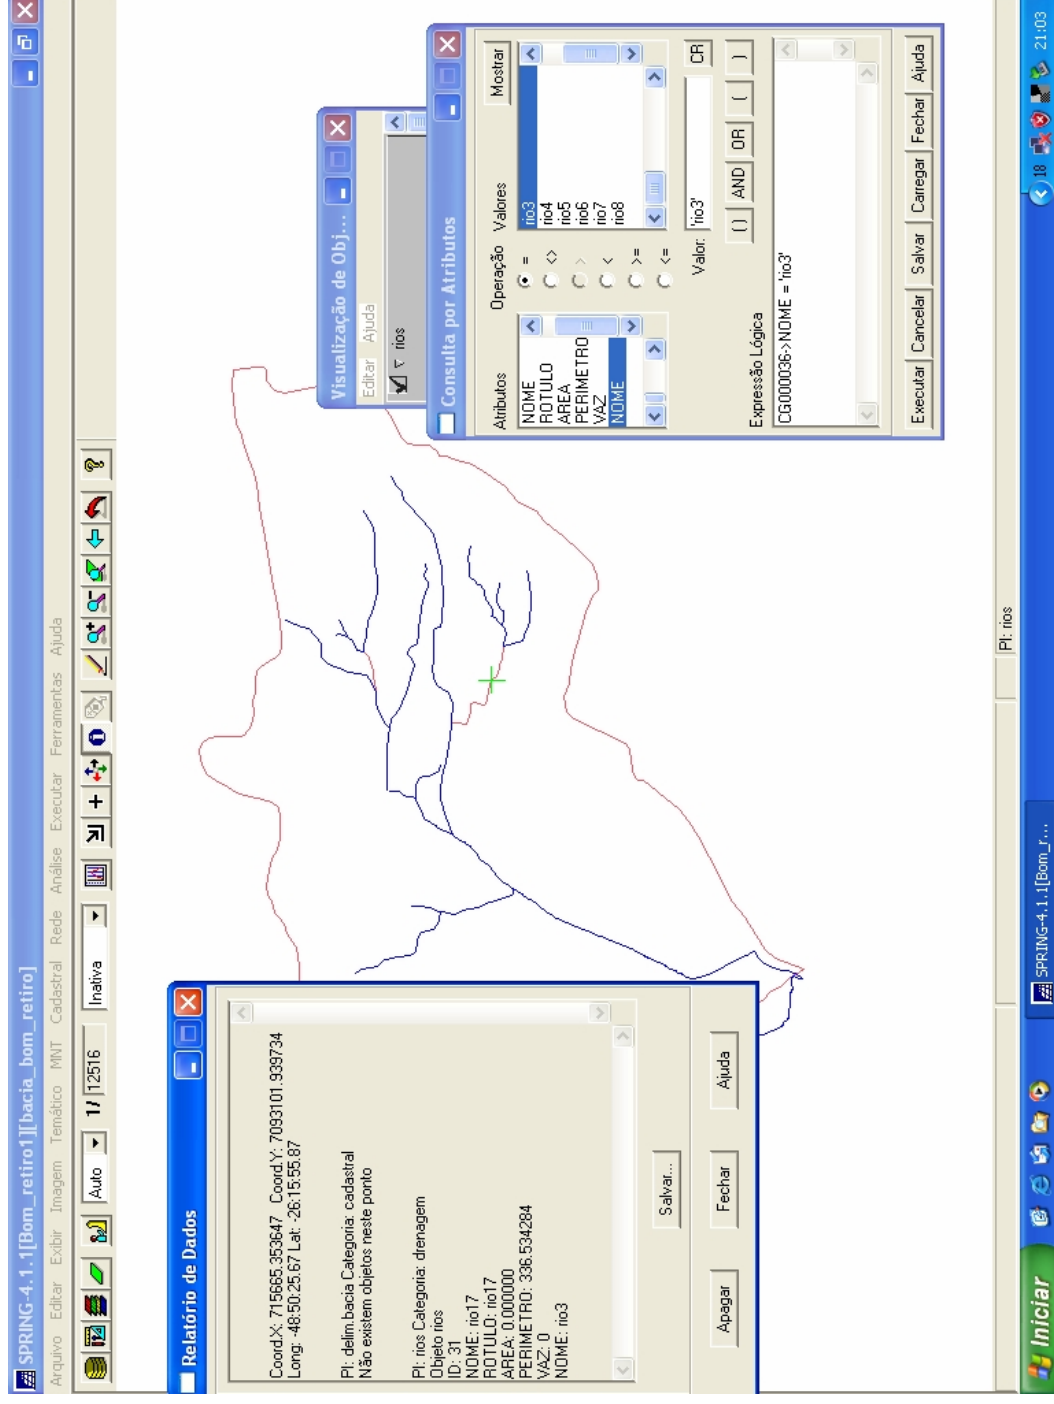 SPRING-4.1.1[Bom_retiro1][bacia_bom_retiro]
Arquivo Editar Exibir Imagem Temático MNT Cadastral Rede Análise Executar Ferramentas Ajuda
Auto 1/ 12516 Inativa
Relatório de Dados
Coord.X: 715665.353647 Coord.Y: 7093101.939734
Long: -48:50:25.67 Lat: -26:15:55.87
PI: delim.bacia Categoria: cadastral
Não existem objetos neste ponto
PI: rios Categoria: drenagem
Objeto rios
ID: 31
NOME: rio17
ROTULO: rio17
AREA: 0.000000
PERIMETRO: 336.534284
VAZ: 0
NOME: rio3
Salvar...
Apagar Fechar Ajuda
Visualização de Obj...
Editar Ajuda
V rios
Consulta por Atributos
Atributos Operação Valores Mostrar
NOME
ROTULO
AREA
PERIMETRO
VAZ
NOME
=
<>
>
<
>=
<=
rio3
rio4
rio5
rio6
rio7
rio8
Valor: 'rio3' CR
() AND OR ( )
Expressão Lógica
CG000036->NOME = 'rio3'
Executar Cancelar Salvar Carregar Fechar Ajuda
PI: rios
Iniciar SPRING-4.1.1[Bom_r... 18 21:03